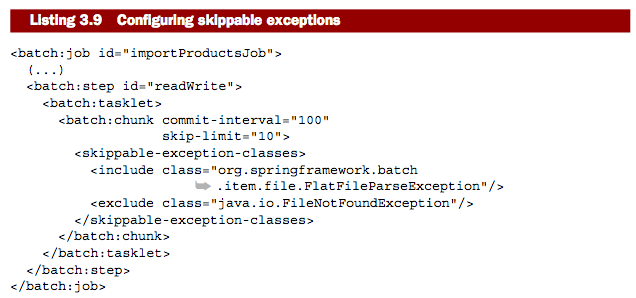 Listing 3.9 Configuring skippable exceptions
<batch:job id="importProductsJob">
  (...)
  <batch:step id="readWrite">
    <batch:tasklet>
      <batch:chunk commit-interval="100"
                   skip-limit="10">
        <skippable-exception-classes>
          <include class="org.springframework.batch
                       ➥ .item.file.FlatFileParseException"/>
          <exclude class="java.io.FileNotFoundException"/>
        </skippable-exception-classes>
      </batch:chunk>
    </batch:tasklet>
  </batch:step>
</batch:job>